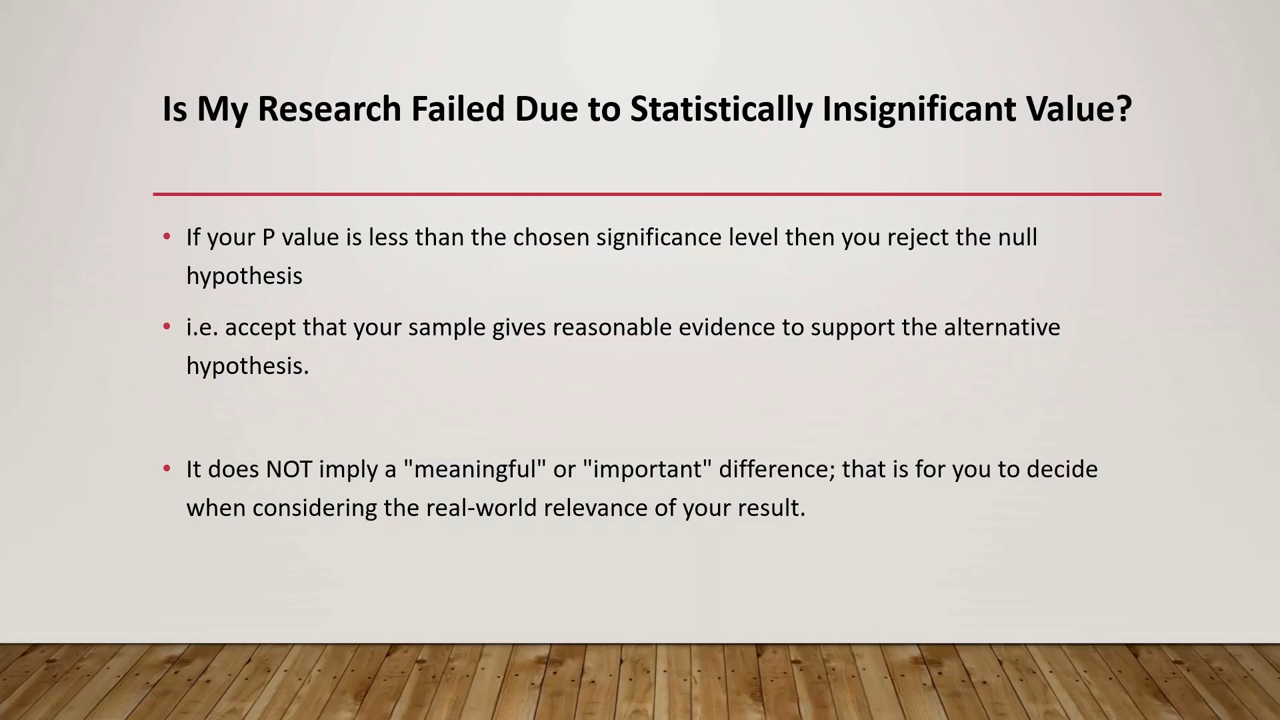 Is My Research Failed Due to Statistically Insignificant Value?
• If your P value is less than the chosen significance level then you reject the null
hypothesis
• i.e. accept that your sample gives reasonable evidence to support the alternative
hypothesis.
• It does NOT imply a "meaningful" or "important" difference; that is for you to decide
when considering the real-world relevance of your result.